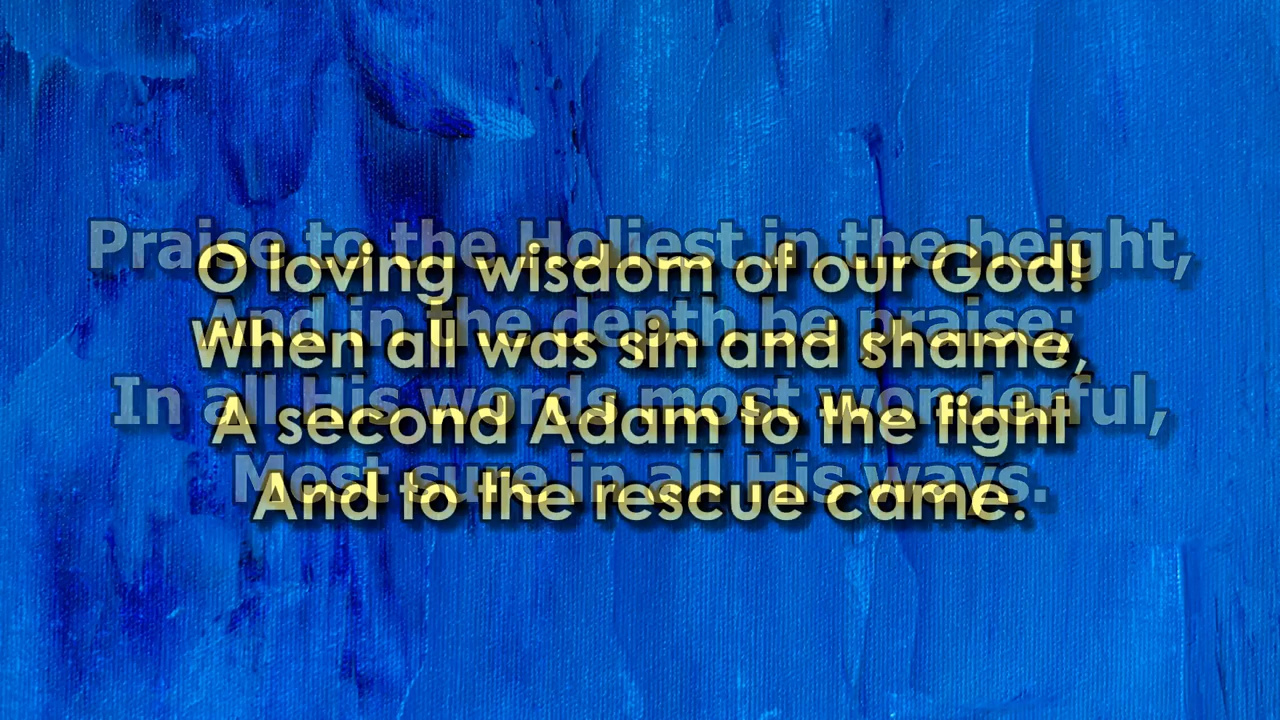 Praise to the Holiest in the height,
And in the depth be praise;
In all His words most wonderful,
Most sure in all His ways.
O loving wisdom of our God!
When all was sin and shame,
A second Adam to the fight
And to the rescue came.